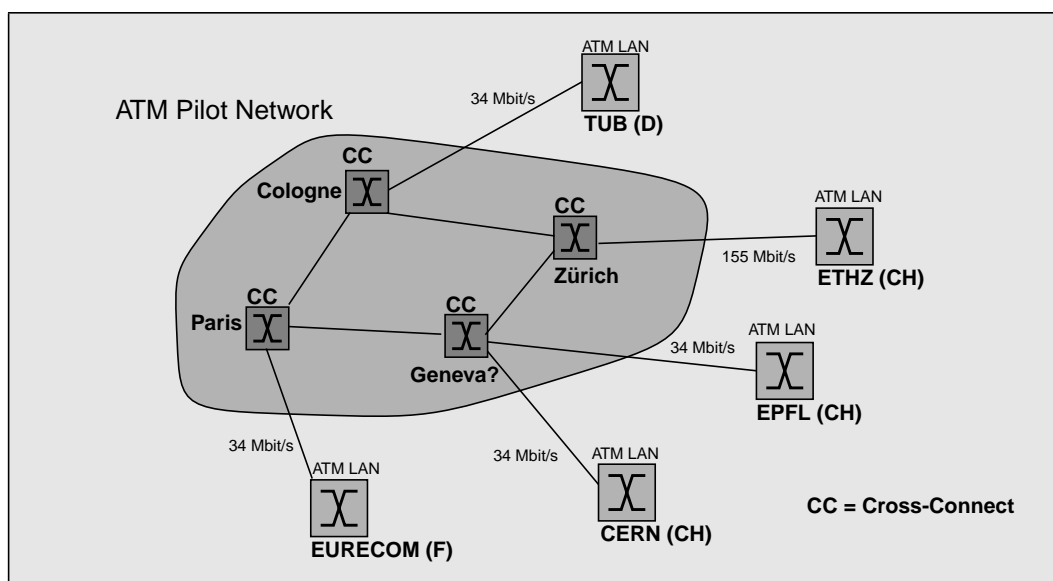 ATM LAN
34 Mbit/s
TUB (D)
ATM Pilot Network
CC
Cologne
ATM LAN
CC
155 Mbit/s
ETHZ (CH)
Zürich
CC
Paris
CC
Geneva?
ATM LAN
34 Mbit/s
EPFL (CH)
34 Mbit/s
ATM LAN
EURECOM (F)
34 Mbit/s
ATM LAN
CERN (CH)
CC = Cross-Connect